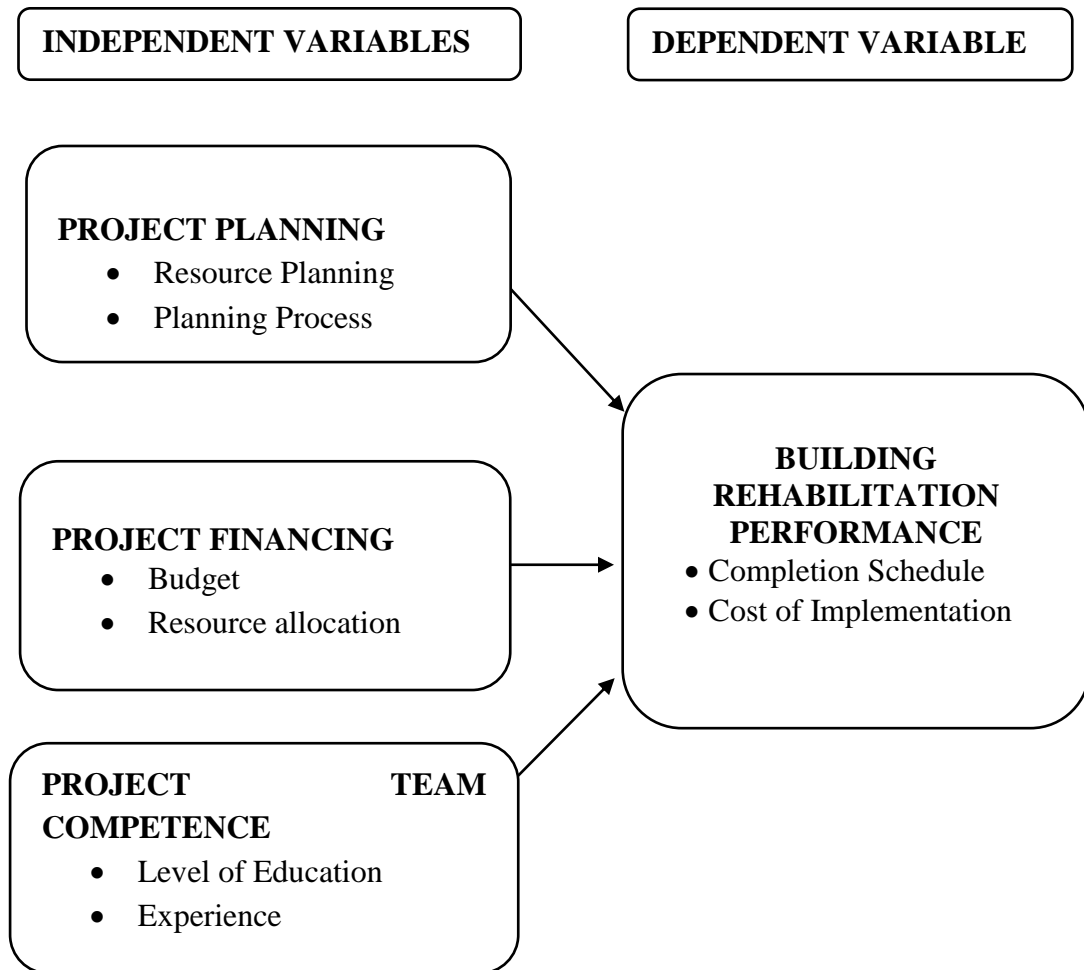 INDEPENDENT VARIABLES
DEPENDENT VARIABLE
PROJECT PLANNING
• Resource Planning
• Planning Process
PROJECT FINANCING
• Budget
• Resource allocation
PROJECT TEAM
COMPETENCE
• Level of Education
• Experience
BUILDING
REHABILITATION
PERFORMANCE
• Completion Schedule
• Cost of Implementation